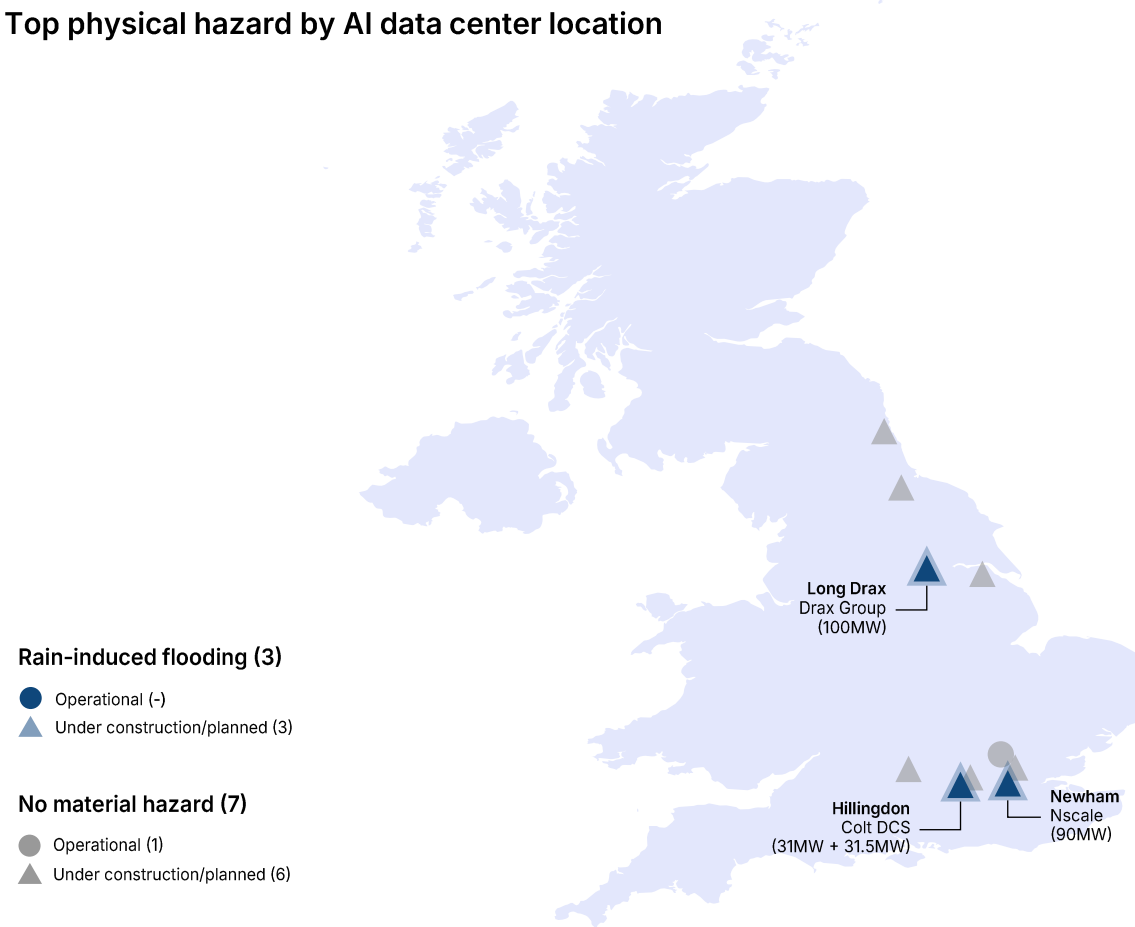 Top physical hazard by AI data center location
Long Drax
Drax Group
(100MW)
Rain-induced flooding (3)
Operational (-)
Under construction/planned (3)
No material hazard (7)
Operational (1)
Under construction/planned (6)
Hillingdon
Colt DCS
(31MW + 31.5MW)
Newham
Nscale
(90MW)